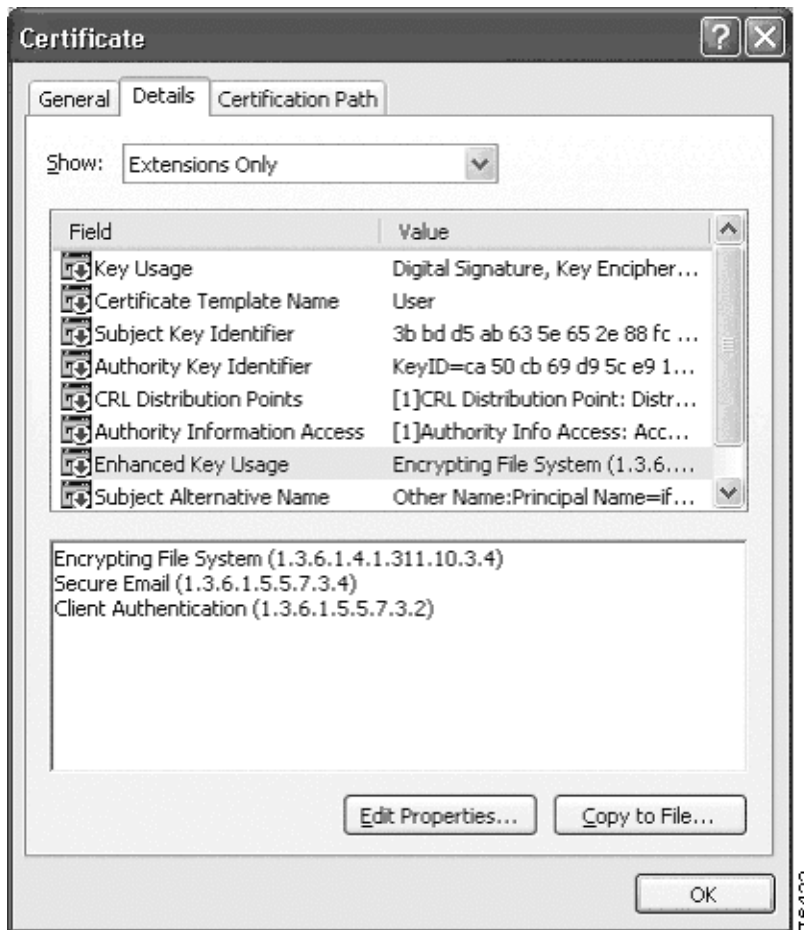 Certificate
General Details Certification Path
Show: Extensions Only
Field Value
Key Usage Digital Signature, Key Encipher...
Certificate Template Name User
Subject Key Identifier 3b bd d5 ab 63 5e 65 2e 88 fc ...
Authority Key Identifier KeyID=ca 50 cb 69 d9 5c e9 1...
CRL Distribution Points [1]CRL Distribution Point: Distr...
Authority Information Access [1]Authority Info Access: Acc...
Enhanced Key Usage Encrypting File System (1.3.6....
Subject Alternative Name Other Name:Principal Name=if...
Encrypting File System (1.3.6.1.4.1.311.10.3.4)
Secure Email (1.3.6.1.5.5.7.3.4)
Client Authentication (1.3.6.1.5.5.7.3.2)
Edit Properties... Copy to File...
OK